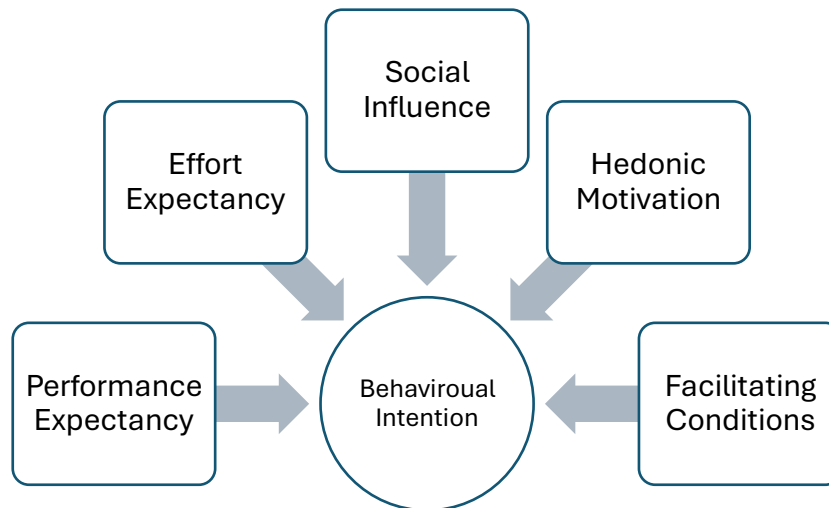 Social
Influence
Effort
Expectancy
Hedonic
Motivation
Performance
Expectancy
Behaviroual
Intention
Facilitating
Conditions